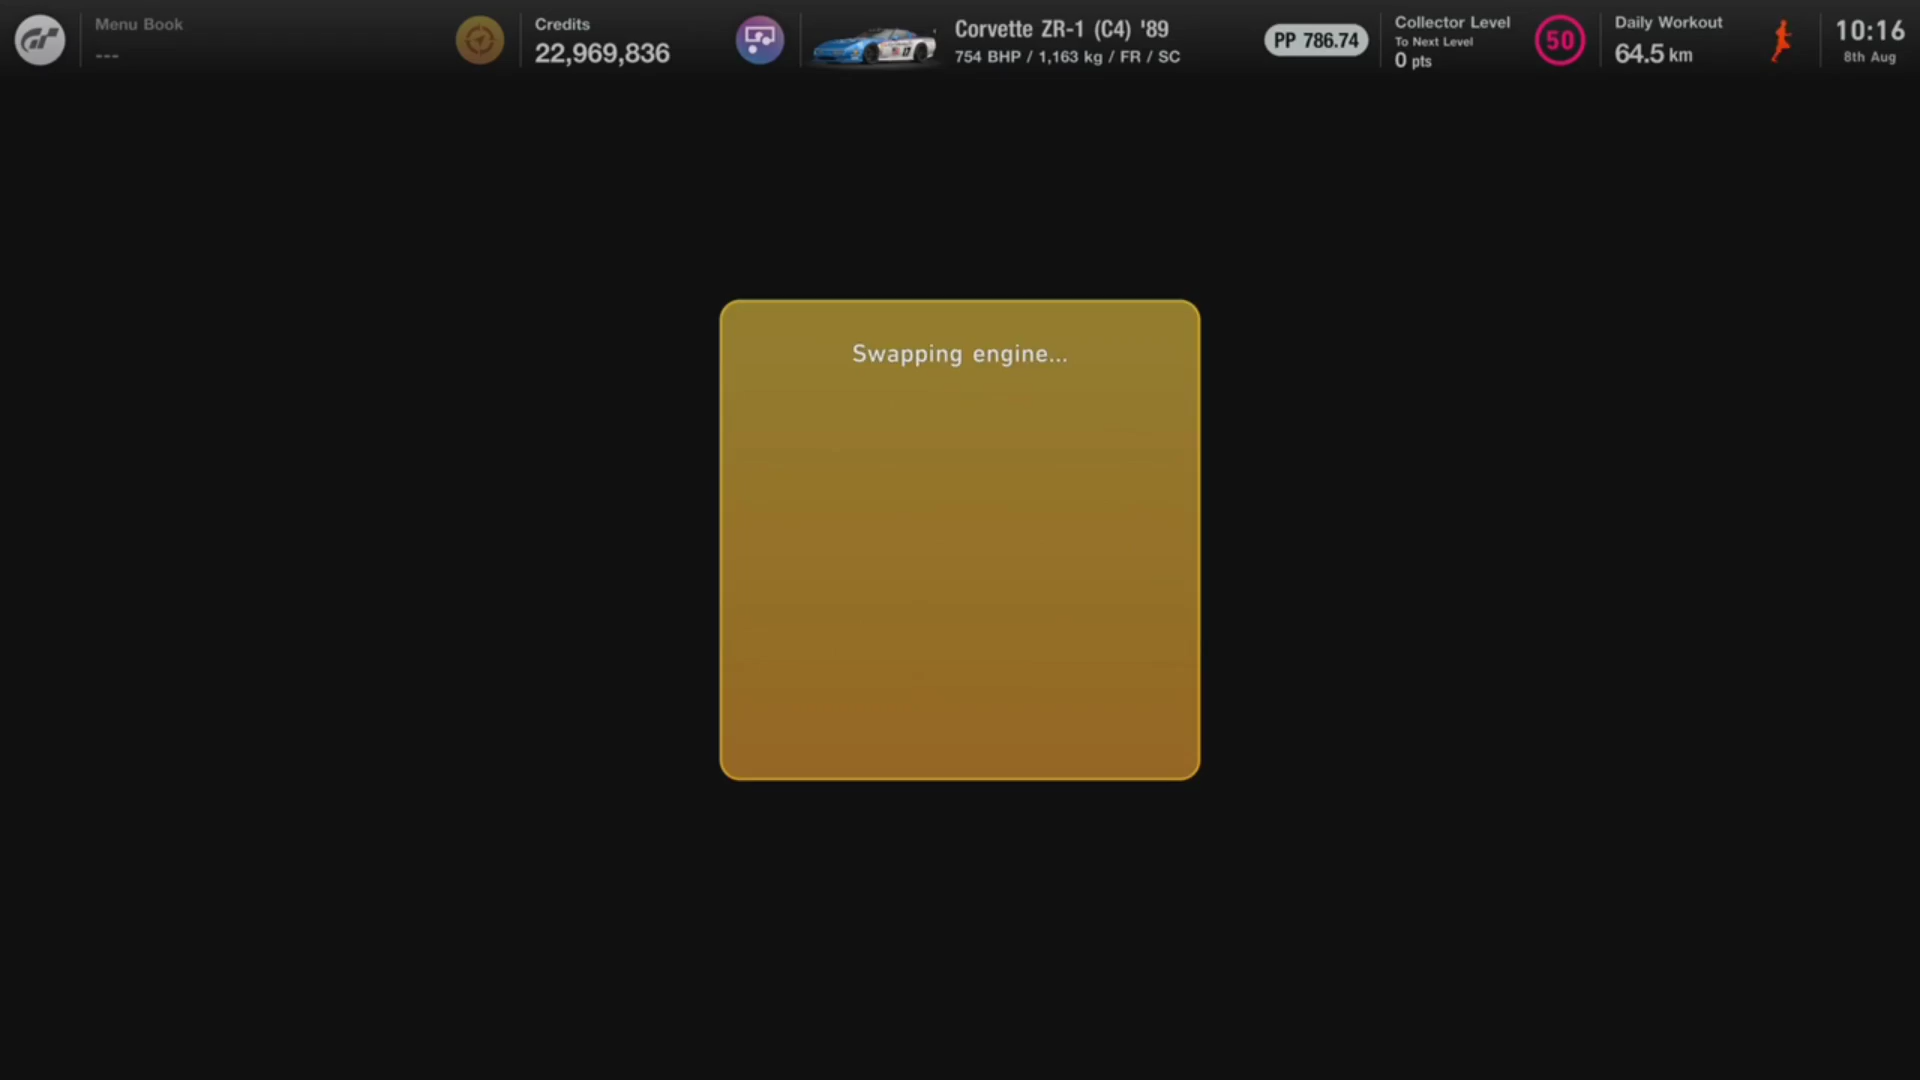 Menu Book
---
Credits
22,969,836
Corvette ZR-1 (C4) '89
754 BHP / 1,163 kg / FR / SC
PP 786.74
Collector Level
To Next Level
0 pts
50
Daily Workout
64.5 km
10:16
8th Aug
Swapping engine...